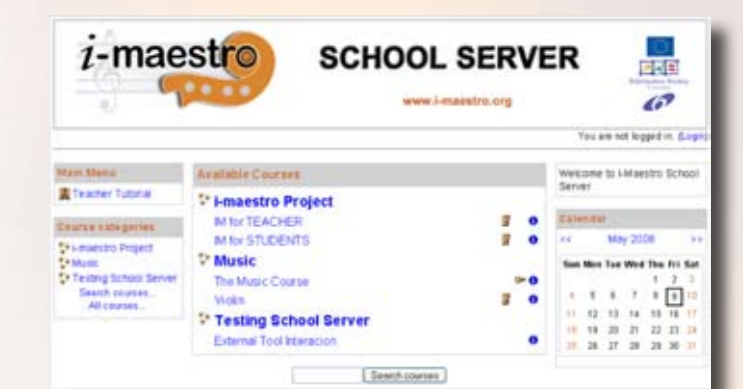 i-maestro
SCHOOL SERVER
www.i-maestro.org
You are not logged in. (Login)
Main Menu
Teacher Tutorial
Course categories
i-maestro Project
Music
Testing School Server
Search courses...
All courses...
Available Courses
i-maestro Project
IM for TEACHER
IM for STUDENTS
Music
The Music Course
Violin
Testing School Server
External Tool Interacion
Search courses
Welcome to i-Maestro School
Server
Calendar
<< May 2008 >>
Sun Mon Tue Wed Thu Fri Sat
1 2 3
4 5 6 7 8 9 10
11 12 13 14 15 16 17
18 19 20 21 22 23 24
25 26 27 28 29 30 31